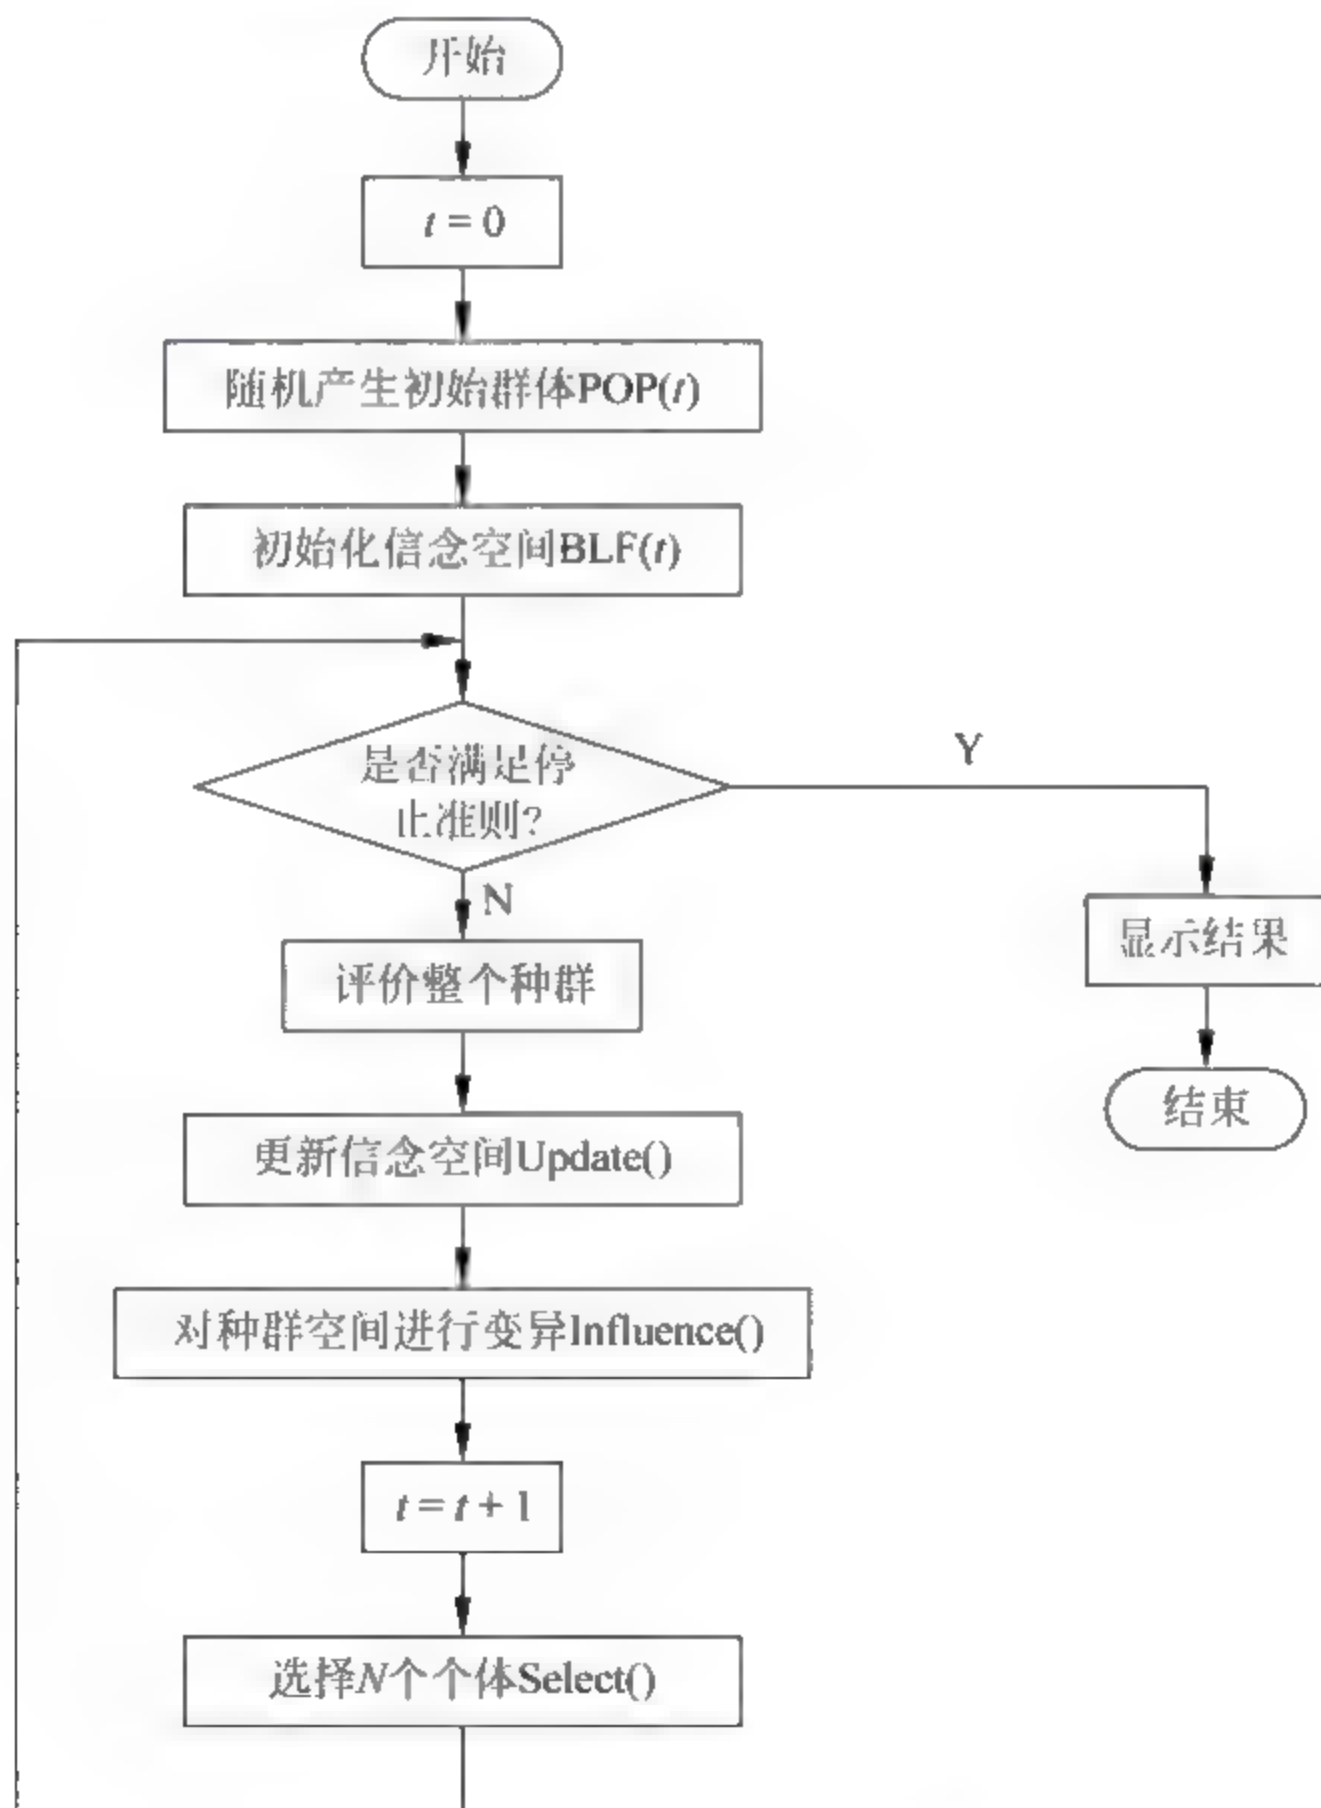 开始
t = 0
随机产生初始群体POP(t)
初始化信念空间BLF(t)
是否满足停
止准则?
Y
N
评价整个种群
显示结果
更新信念空间Update()
结束
对种群空间进行变异Influence()
t = t + 1
选择N个个体Select()